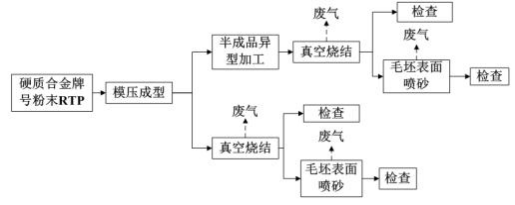 废气
检查
半成品异
型加工
真空烧结
废气
毛坯表面
喷砂
检查
硬质合金牌
号粉末RTP
模压成型
废气
检查
真空烧结
废气
毛坯表面
喷砂
检查